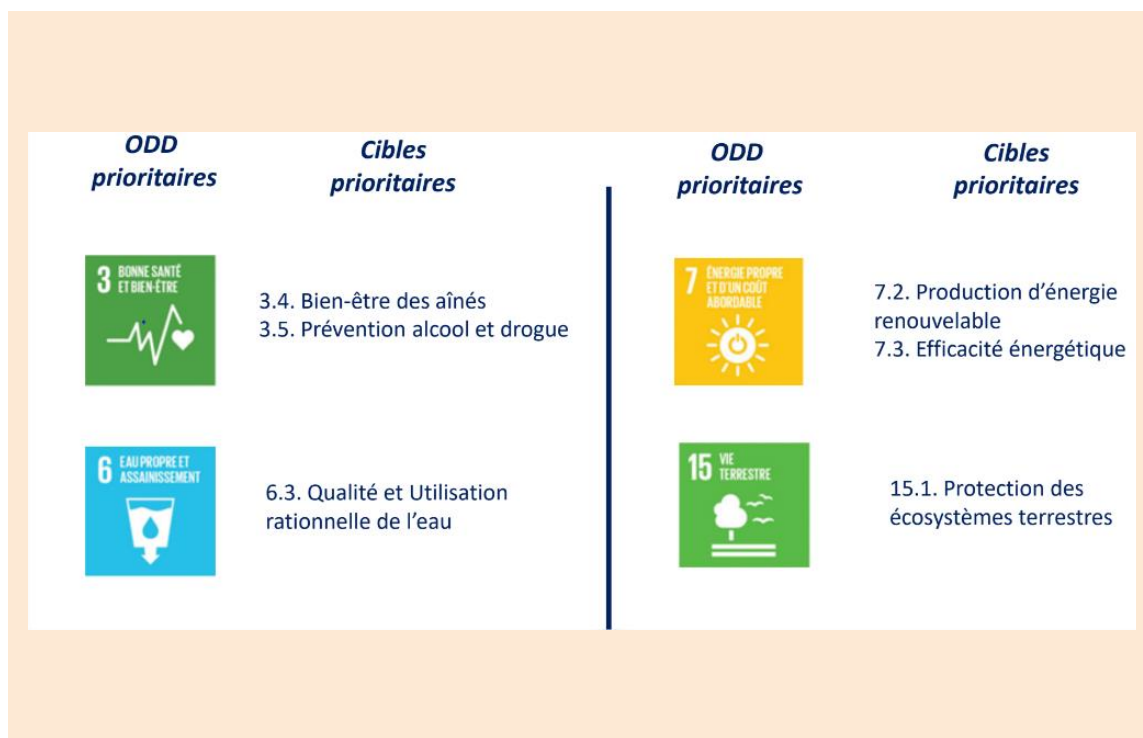 ODD
prioritaires
Cibles
prioritaires
3 BONNE SANTÉ
ET BIEN-ÊTRE
3.4. Bien-être des aînés
3.5. Prévention alcool et drogue
6 EAU PROPRE ET
ASSAINISSEMENT
6.3. Qualité et Utilisation
rationnelle de l’eau
ODD
prioritaires
Cibles
prioritaires
7 ÉNERGIE PROPRE
ET D'UN COÛT
ABORDABLE
7.2. Production d’énergie
renouvelable
7.3. Efficacité énergétique
15 VIE
TERRESTRE
15.1. Protection des
écosystèmes terrestres